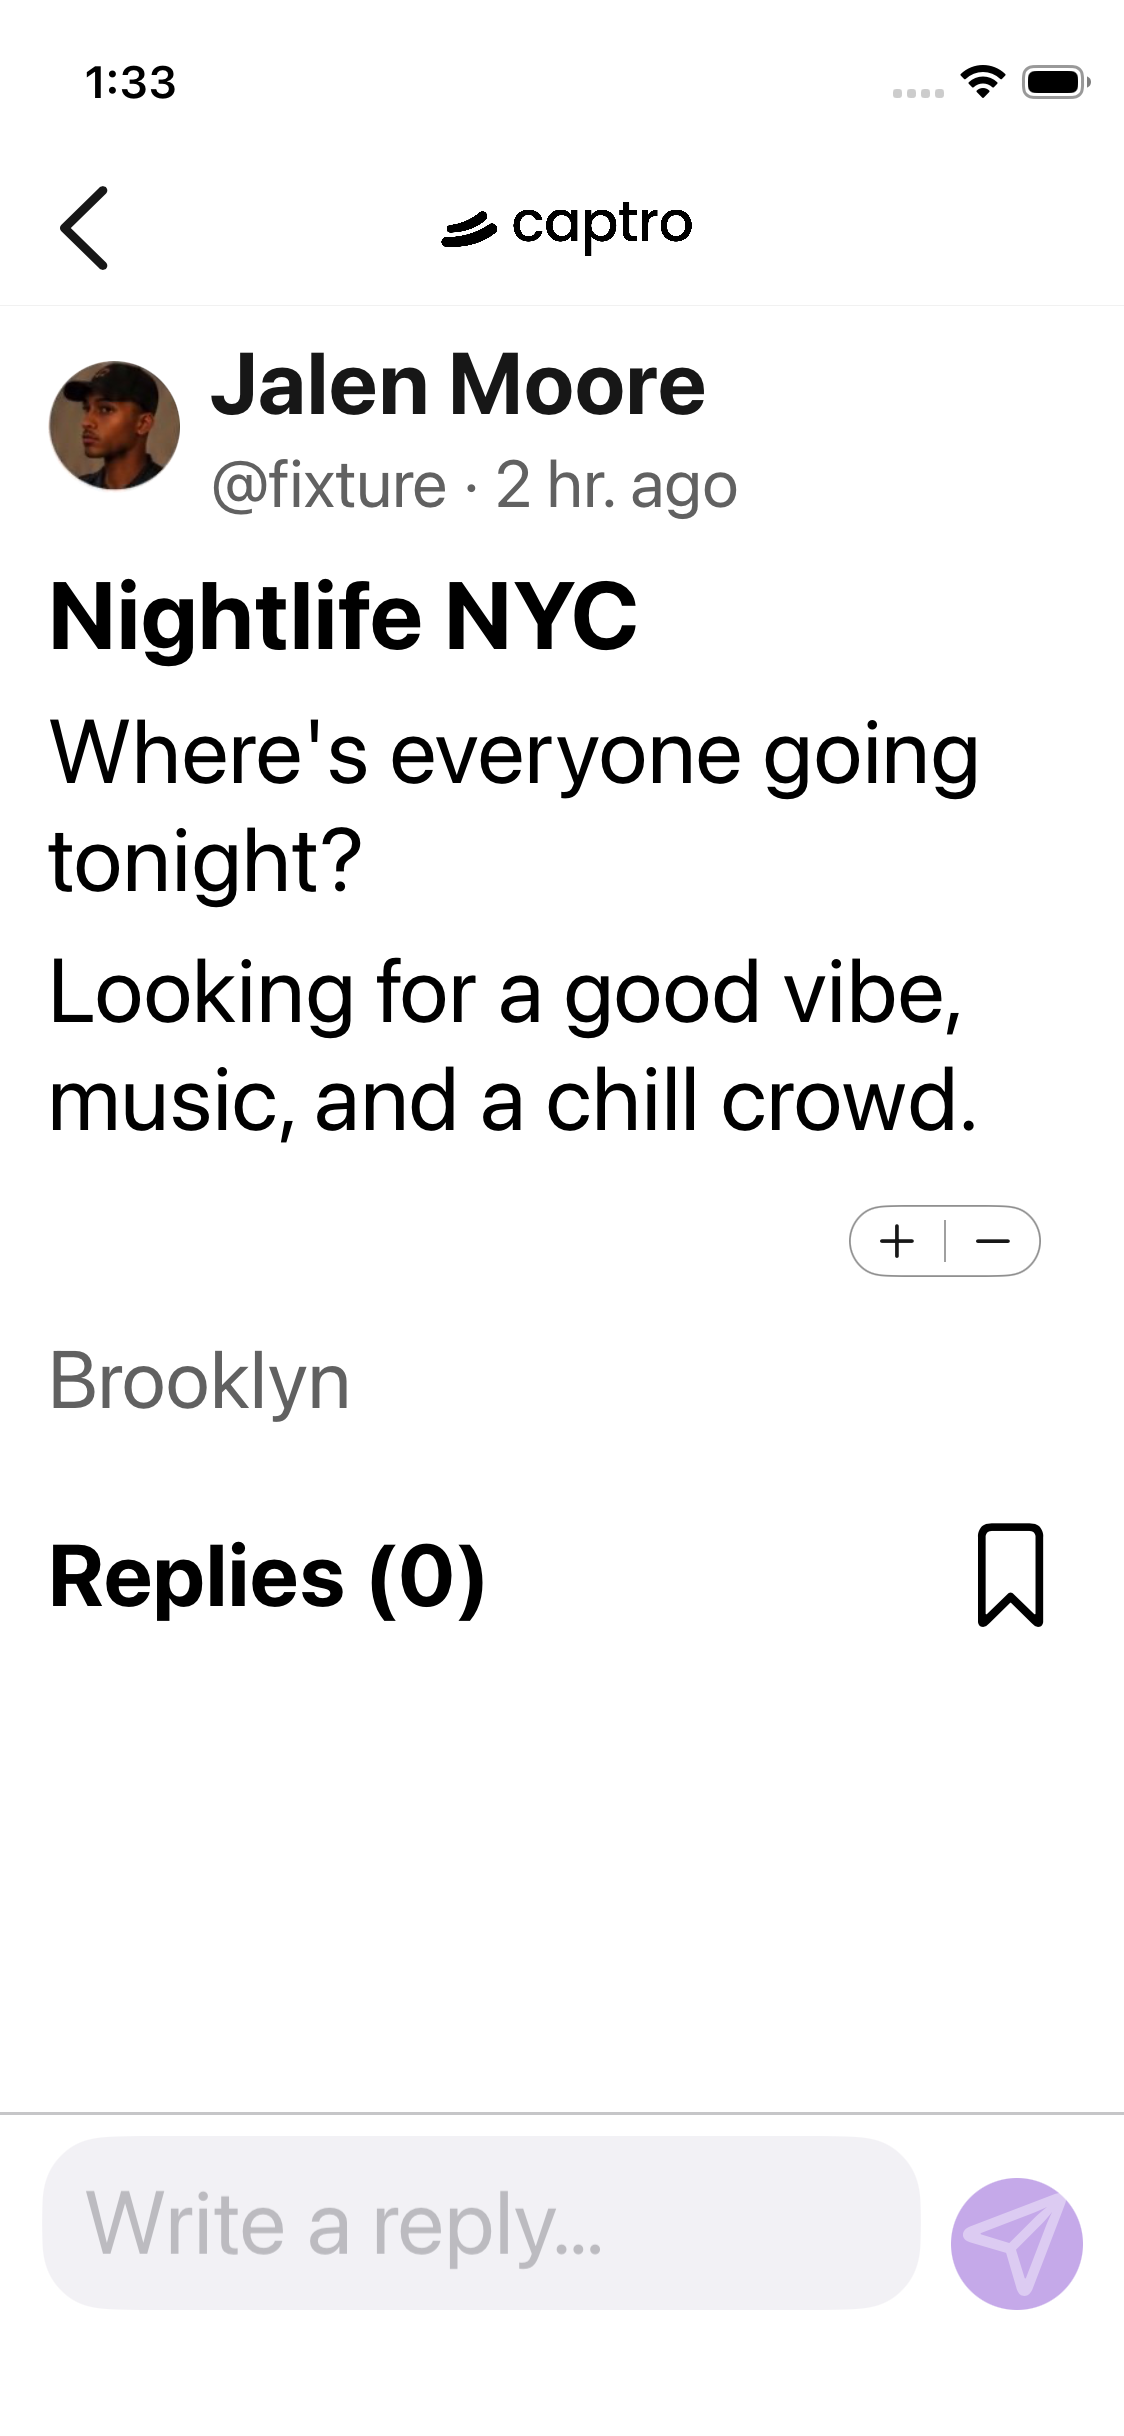 1:33
captro
Jalen Moore
@fixture · 2 hr. ago
Nightlife NYC
Where's everyone going
tonight?
Looking for a good vibe,
music, and a chill crowd.
+ | −
Brooklyn
Replies (0)
Write a reply...